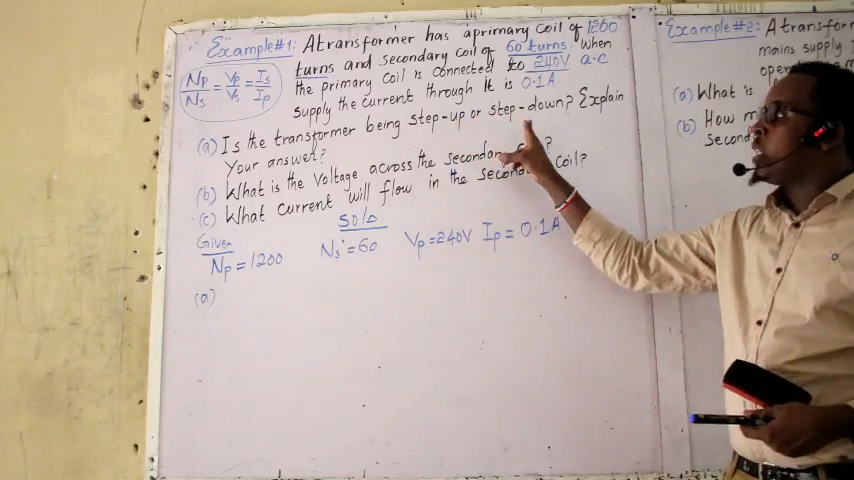 Example #1: A transformer has a primary coil of 1200
turns and secondary coil of 60 turns. When
the primary coil is connected to 240V a.c
supply the current through it is 0.1A
Np/Ns = Vp/Vs = Is/Ip
(a) Is the transformer being step-up or step-down? Explain
Your answer?
(b) What is the Voltage across the secondary ?
(c) What current will flow in the secondary coil?
Soln
Given
Np = 1200 Ns = 60 Vp = 240V Ip = 0.1A
(a)
Example #2: A transfor
mains supply
(a) What is
(b) How m
Second